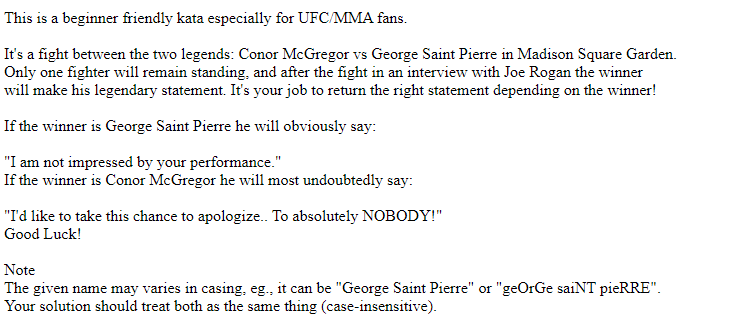 This is a beginner friendly kata especially for UFC/MMA fans.
It's a fight between the two legends: Conor McGregor vs George Saint Pierre in Madison Square Garden.
Only one fighter will remain standing, and after the fight in an interview with Joe Rogan the winner
will make his legendary statement. It's your job to return the right statement depending on the winner!
If the winner is George Saint Pierre he will obviously say:
"I am not impressed by your performance."
If the winner is Conor McGregor he will most undoubtedly say:
"I'd like to take this chance to apologize.. To absolutely NOBODY!"
Good Luck!
Note
The given name may varies in casing, eg., it can be "George Saint Pierre" or "geOrGe saiNT pieRRE".
Your solution should treat both as the same thing (case-insensitive).